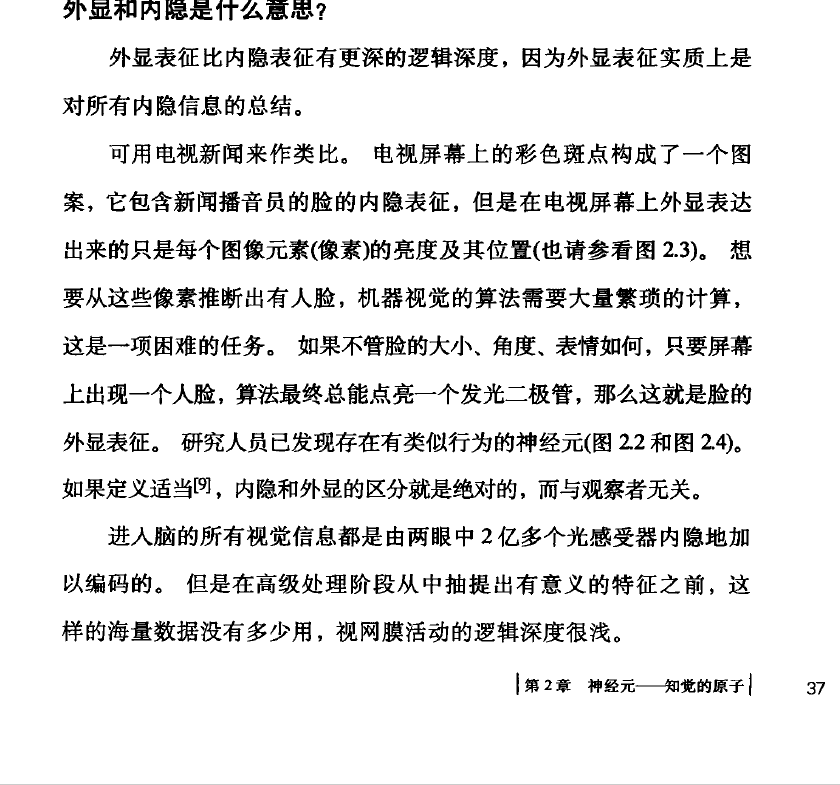 外显和内隐是什么意思?
外显表征比内隐表征有更深的逻辑深度，因为外显表征实质上是
对所有内隐信息的总结。
可用电视新闻来作类比。 电视屏幕上的彩色斑点构成了一个图
案，它包含新闻播音员的脸的内隐表征，但是在电视屏幕上外显表达
出来的只是每个图像元素(像素)的亮度及其位置(也请参看图 2.3)。 想
要从这些像素推断出有人脸，机器视觉的算法需要大量繁琐的计算，
这是一项困难的任务。 如果不管脸的大小、角度、表情如何，只要屏幕
上出现一个人脸，算法最终总能点亮一个发光二极管，那么这就是脸的
外显表征。 研究人员已发现存在有类似行为的神经元(图 2.2 和图 2.4)。
如果定义适当[9]，内隐和外显的区分就是绝对的，而与观察者无关。
进入脑的所有视觉信息都是由两眼中 2 亿多个光感受器内隐地加
以编码的。 但是在高级处理阶段从中抽提出有意义的特征之前，这
样的海量数据没有多少用，视网膜活动的逻辑深度很浅。
第 2 章 神经元——知觉的原子 37